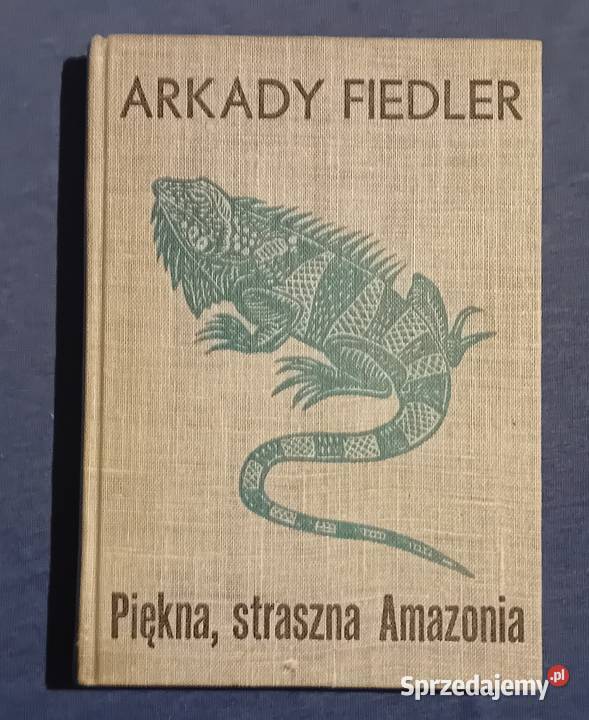 ARKADY FIEDLER
Piękna, straszna Amazonia
Sprzedajemy.pl